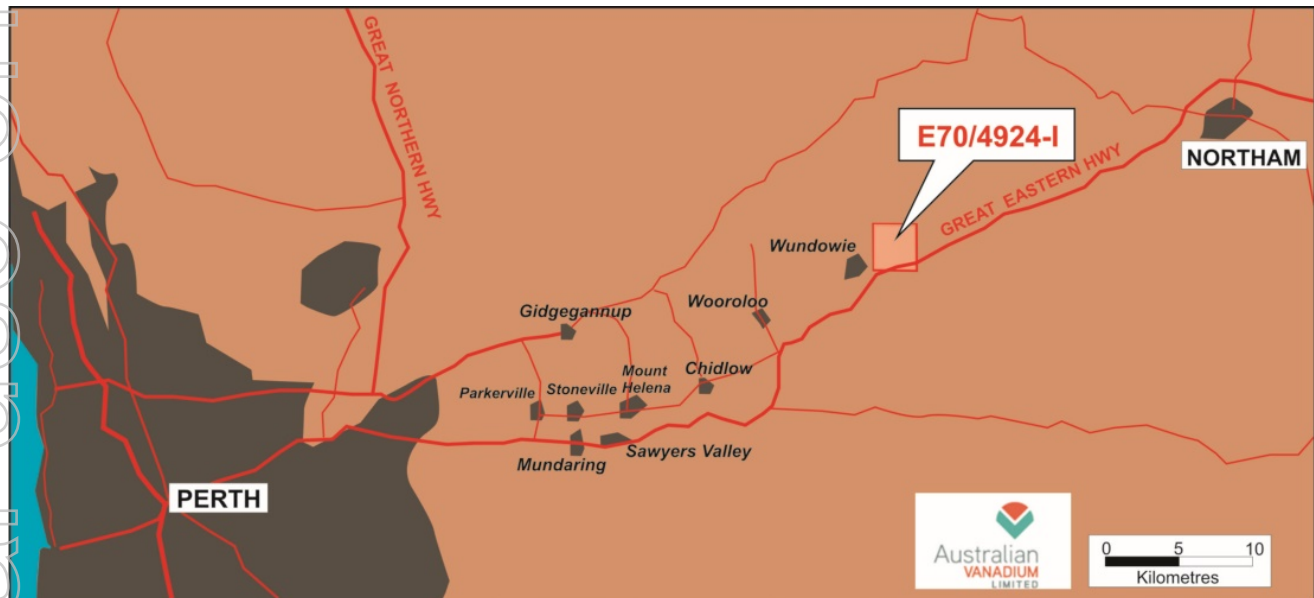 GREAT NORTHERN HWY
E70/4924-I
NORTHAM
GREAT EASTERN HWY
Wundowie
Wooroloo
Gidgegannup
Mount
Helena
Chidlow
Parkerville
Stoneville
Sawyers Valley
Mundaring
PERTH
Australian
VANADIUM
LIMITED
0 5 10
Kilometres